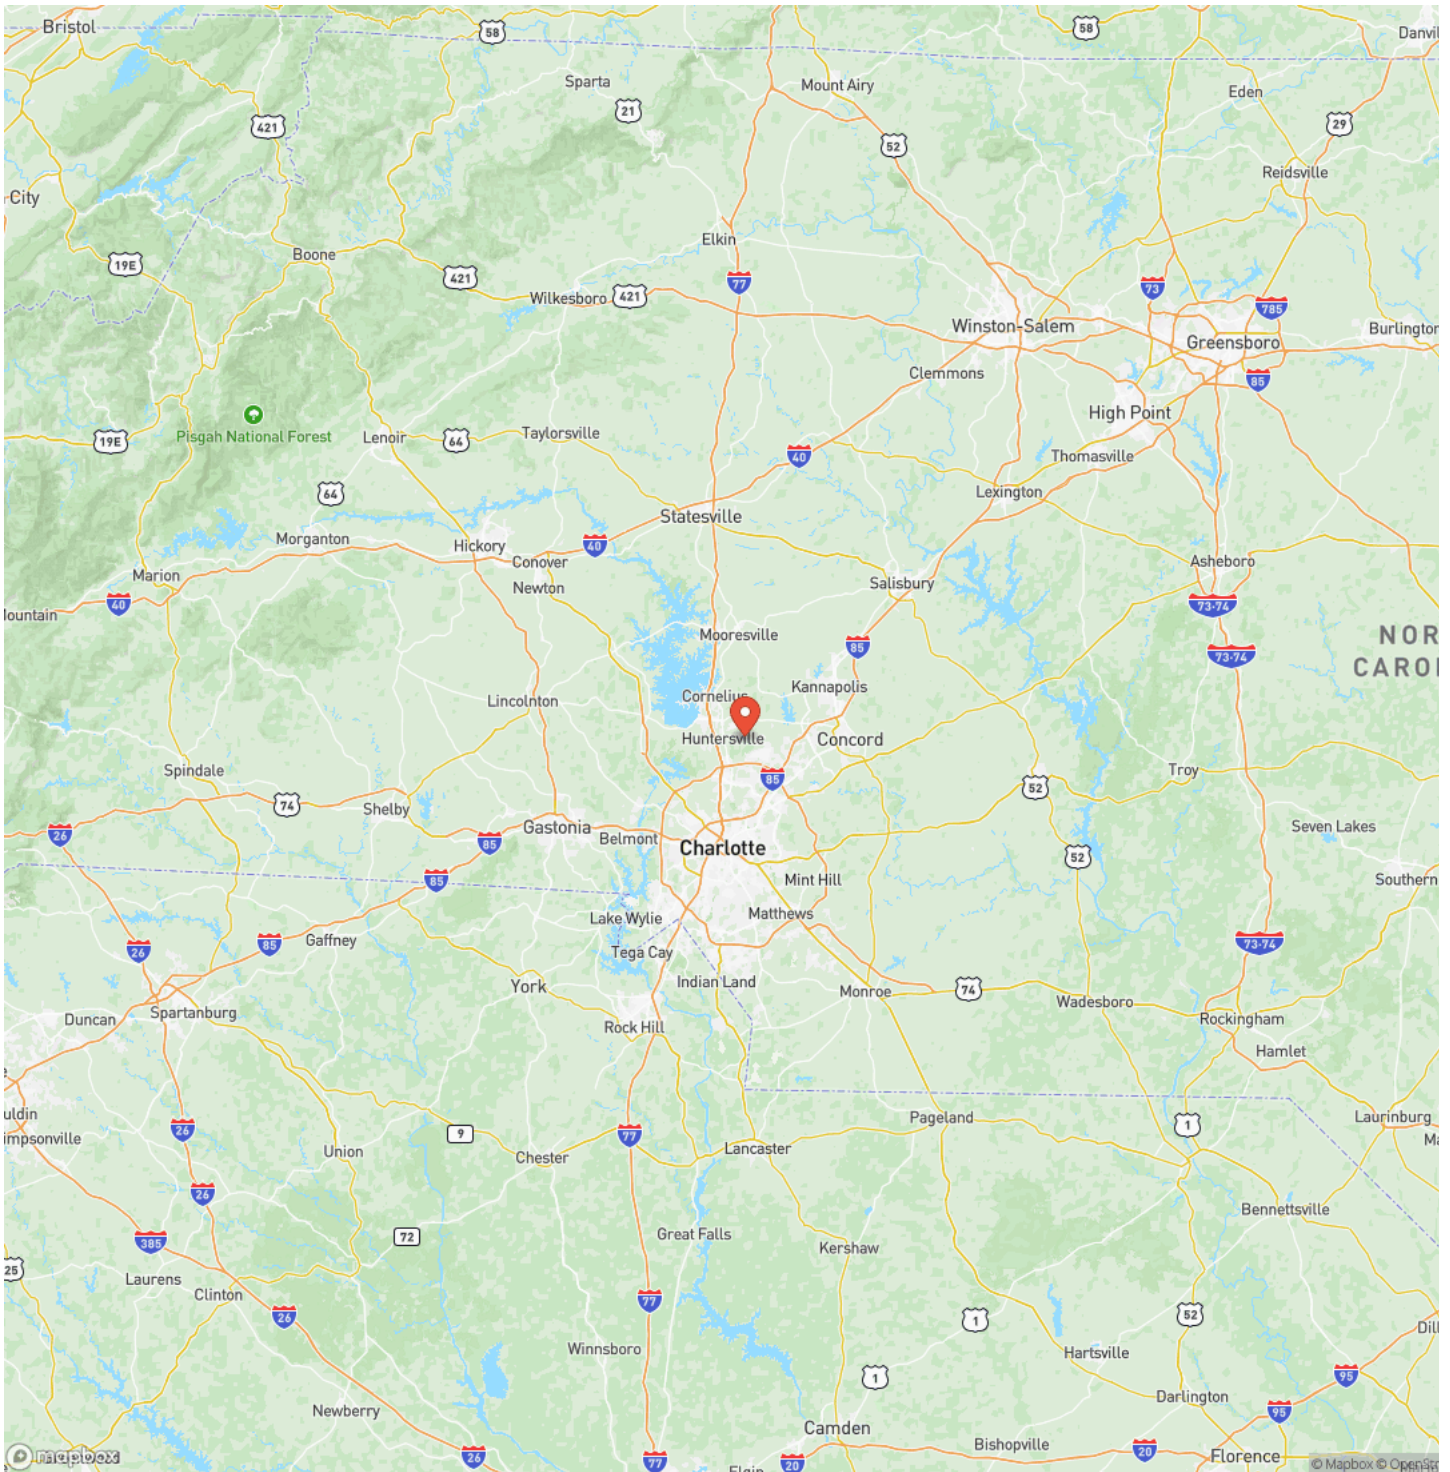 Bristol
58
58
Danvil
Sparta
Mount Airy
Eden
21
421
29
52
Reidsville
City
Elkin
Boone
19E
421
77
73
Wilkesboro
421
785
Winston-Salem
Burlington
Greensboro
Clemmons
85
High Point
Pisgah National Forest
Lenoir
19E
64
Taylorsville
40
Thomasville
64
Lexington
Statesville
Morganton
Hickory
40
Conover
Asheboro
Marion
Newton
Salisbury
40
73-74
Mountain
Mooresville
NOR
85
73-74
CAROL
Kannapolis
Cornelius
Lincolnton
Huntersville
Concord
Spindale
Troy
85
52
74
Shelby
Gastonia
Seven Lakes
26
85
Belmont
Charlotte
52
85
Mint Hill
Southern
Matthews
Lake Wylie
Gaffney
85
73-74
26
Tega Cay
York
Indian Land
74
Monroe
Wadesboro
Spartanburg
Duncan
Rock Hill
Rockingham
Hamlet
uldin
Pageland
Laurinburg
26
1
9
77
impsonville
Ma
Union
Chester
Lancaster
26
Bennettsville
72
Great Falls
385
Kershaw
25
Laurens
Clinton
77
26
1
52
Dill
Winnsboro
Hartsville
1
95
Darlington
Newberry
95
Camden
Bishopville
20
mapbox
26
77
20
Florence
Elgin
© Mapbox © OpenStr